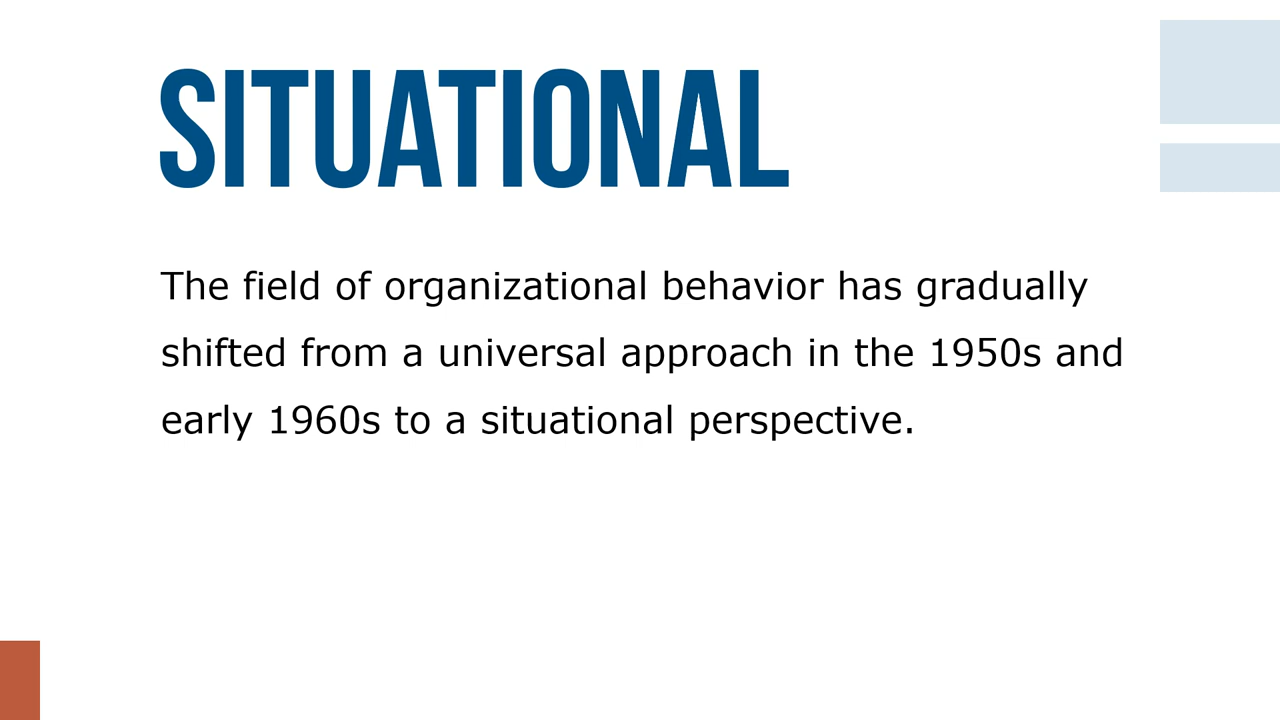 SITUATIONAL
The field of organizational behavior has gradually
shifted from a universal approach in the 1950s and
early 1960s to a situational perspective.